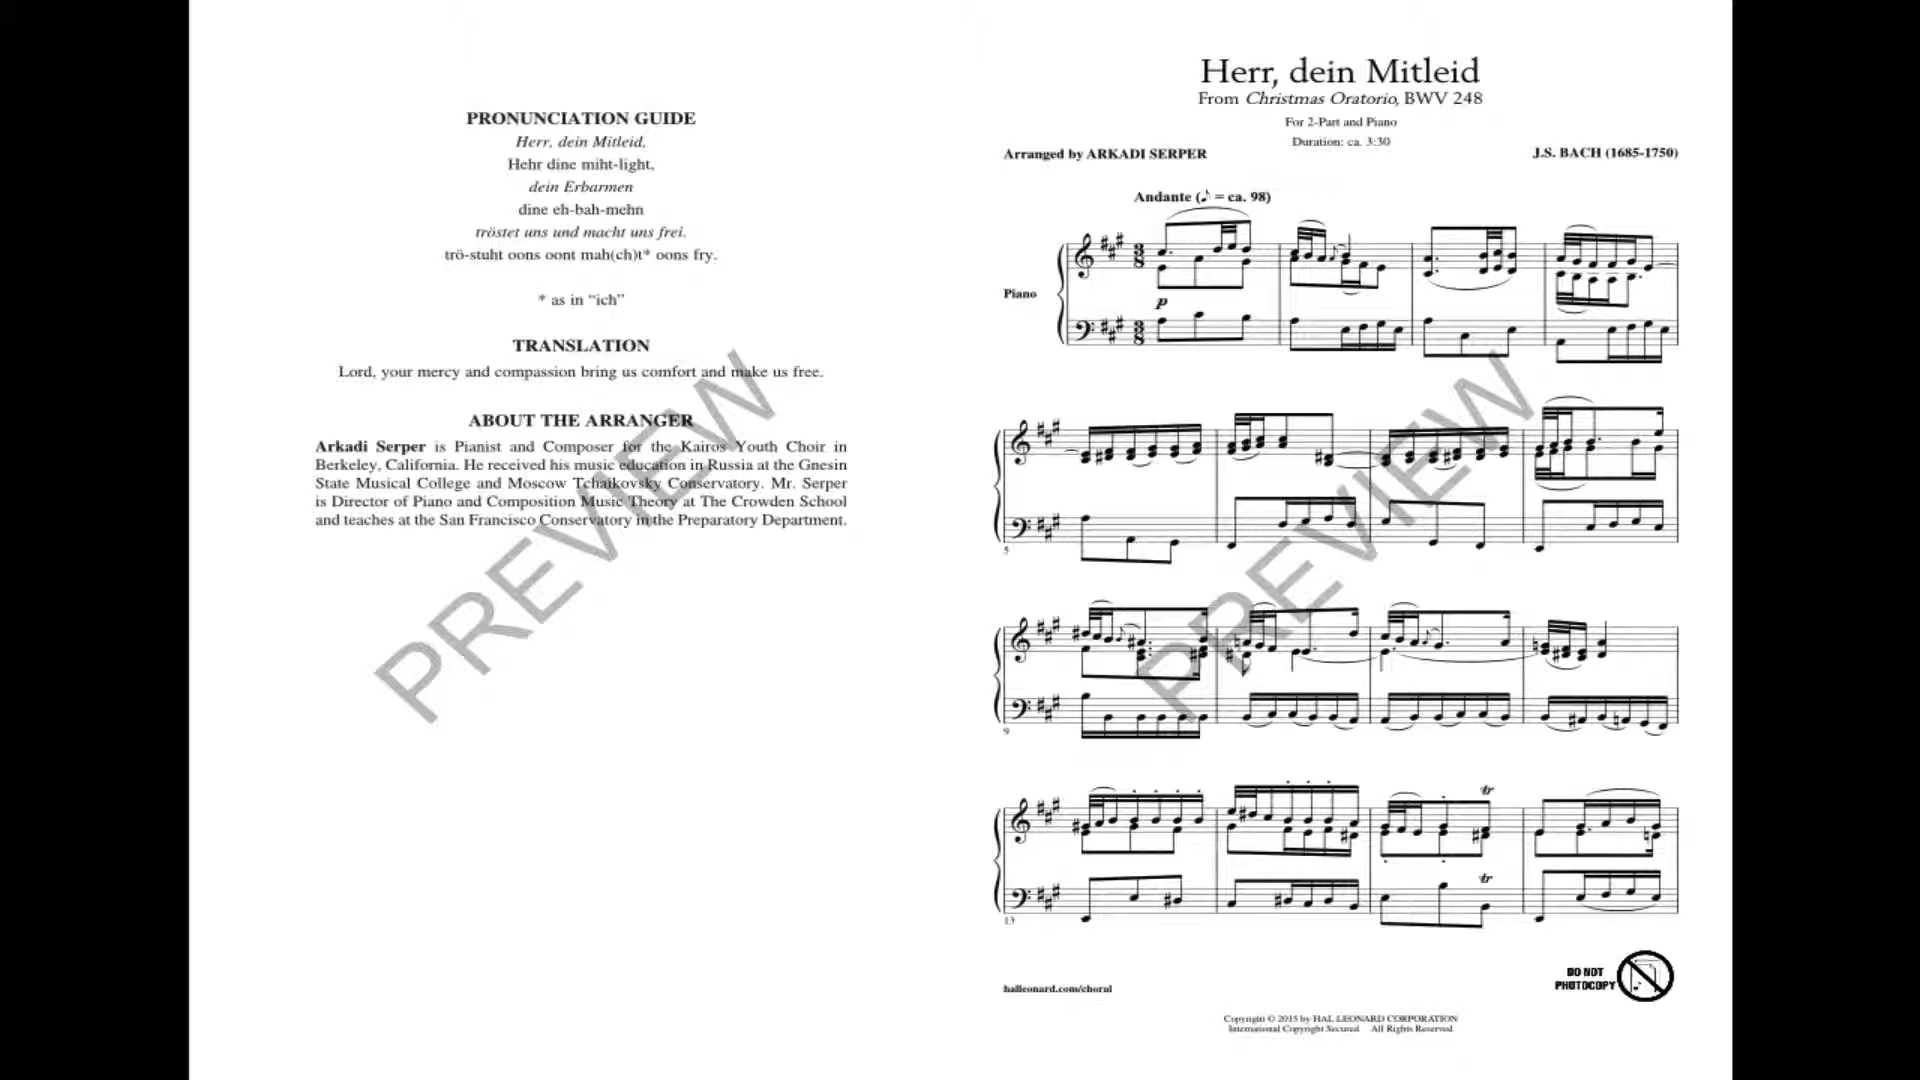 PRONUNCIATION GUIDE
Herr, dein Mitleid,
Hehr dine miht-light,
dein Erbarmen
dine eh-bah-mehn
tröstet uns und macht uns frei.
trö-stuht oons oont mah(ch)t* oons fry.
* as in “ich”
TRANSLATION
Lord, your mercy and compassion bring us comfort and make us free.
ABOUT THE ARRANGER
Arkadi Serper is Pianist and Composer for the Kairos Youth Choir in
Berkeley, California. He received his music education in Russia at the Gnesin
State Musical College and Moscow Tchaikovsky Conservatory. Mr. Serper
is Director of Piano and Composition Music Theory at The Crowden School
and teaches at the San Francisco Conservatory in the Preparatory Department.
PREVIEW
Herr, dein Mitleid
From Christmas Oratorio, BWV 248
For 2-Part and Piano
Duration: ca. 3:30
Arranged by ARKADI SERPER
J.S. BACH (1685-1750)
Andante (♪ = ca. 98)
Piano
3
8
3
8
p
5
9
tr
tr
13
PREVIEW
halleonard.com/choral
DO NOT
PHOTOCOPY
Copyright © 2015 by HAL LEONARD CORPORATION
International Copyright Secured All Rights Reserved